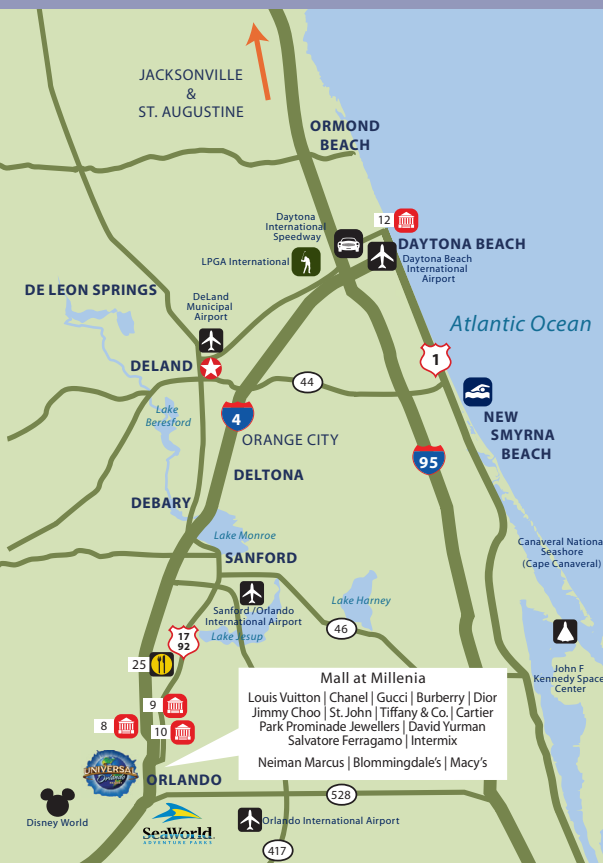 JACKSONVILLE
&
ST. AUGUSTINE
ORMOND
BEACH
12
Daytona
International
Speedway
DAYTONA BEACH
LPGA International
Daytona Beach
International
Airport
DE LEON SPRINGS
DeLand
Municipal
Airport
Atlantic Ocean
1
DELAND
44
Lake
Beresford
4
ORANGE CITY
NEW
SMYRNA
BEACH
95
DELTONA
DEBARY
Lake Monroe
Canaveral Nationa
Seashore
(Cape Canaveral)
SANFORD
Sanford /Orlando
International Airport
Lake Harney
17
92
Lake Jesup
46
25
John F
Kennedy Space
Center
Mall at Millenia
Louis Vuitton | Chanel | Gucci | Burberry | Dior
Jimmy Choo | St. John | Tiffany & Co. | Cartier
Park Prominade Jewellers | David Yurman
Salvatore Ferragamo | Intermix
Neiman Marcus | Blommingdale's | Macy's
9
8
10
UNIVERSAL
Orlando
ORLANDO
528
Disney World
SeaWorld
ADVENTURE PARKS
Orlando International Airport
417